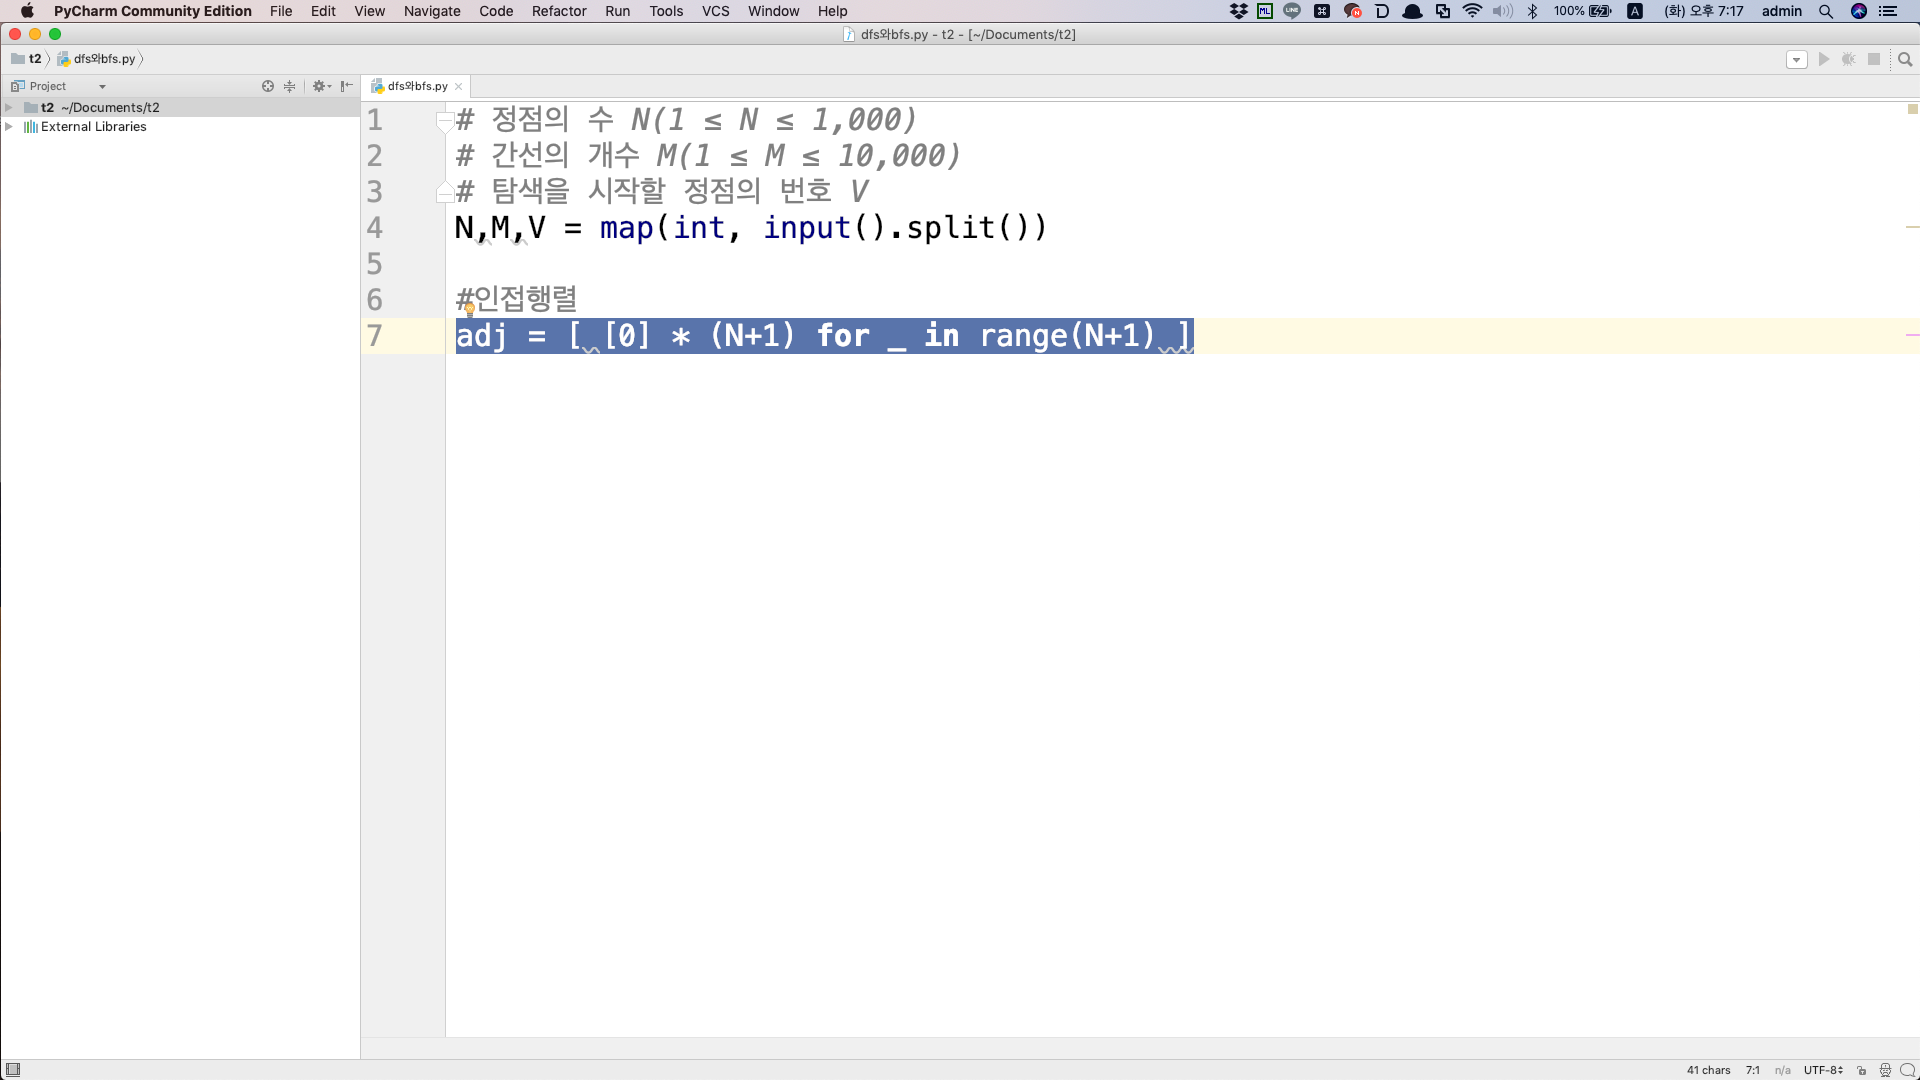 PyCharm Community Edition File Edit View Navigate Code Refactor Run Tools VCS Window Help 100% A (화) 오후 7:17 admin
dfs와bfs.py - t2 - [~/Documents/t2]
t2 dfs와bfs.py
Project dfs와bfs.py
t2 ~/Documents/t2
External Libraries
1 # 정점의 수 N(1 ≤ N ≤ 1,000)
2 # 간선의 개수 M(1 ≤ M ≤ 10,000)
3 # 탐색을 시작할 정점의 번호 V
4 N,M,V = map(int, input().split())
5
6 #인접행렬
7 adj = [ [0] * (N+1) for _ in range(N+1) ]
41 chars 7:1 n/a UTF-8